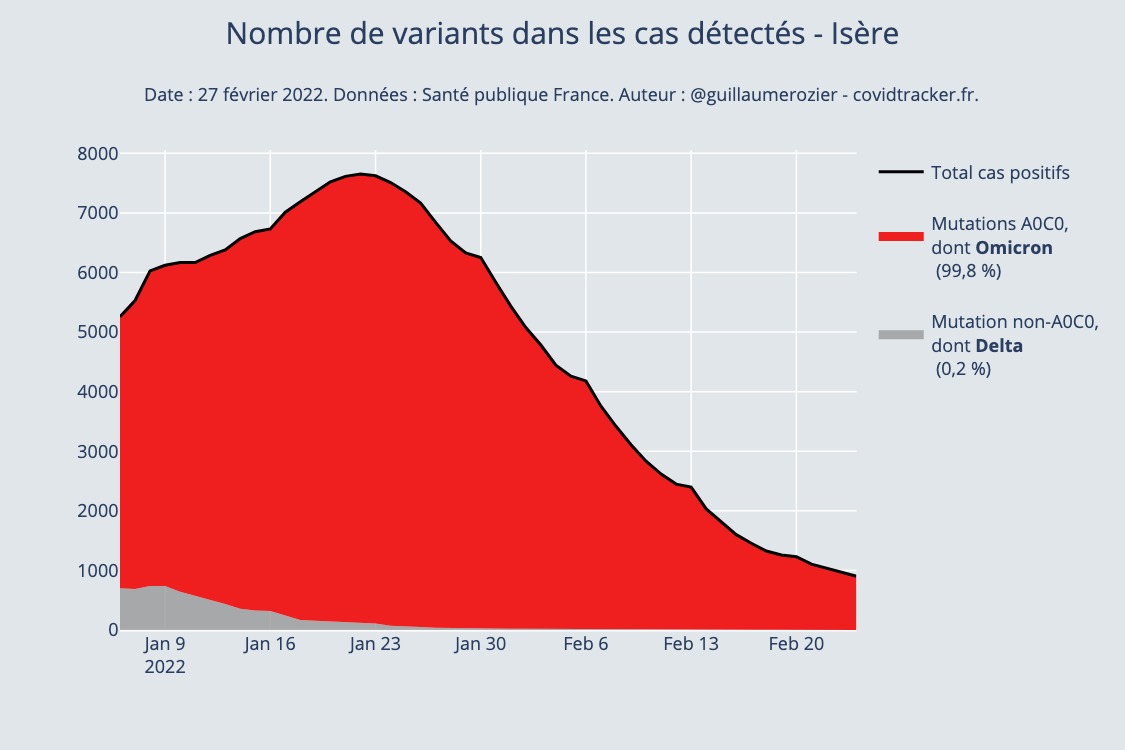 Nombre de variants dans les cas détectés - Isère
Date : 27 février 2022. Données : Santé publique France. Auteur : @guillaumerozier - covidtracker.fr.
8000
7000
6000
5000
4000
3000
2000
1000
0
Jan 9
2022
Jan 16
Jan 23
Jan 30
Feb 6
Feb 13
Feb 20
Total cas positifs
Mutations A0C0,
dont Omicron
(99,8 %)
Mutation non-A0C0,
dont Delta
(0,2 %)